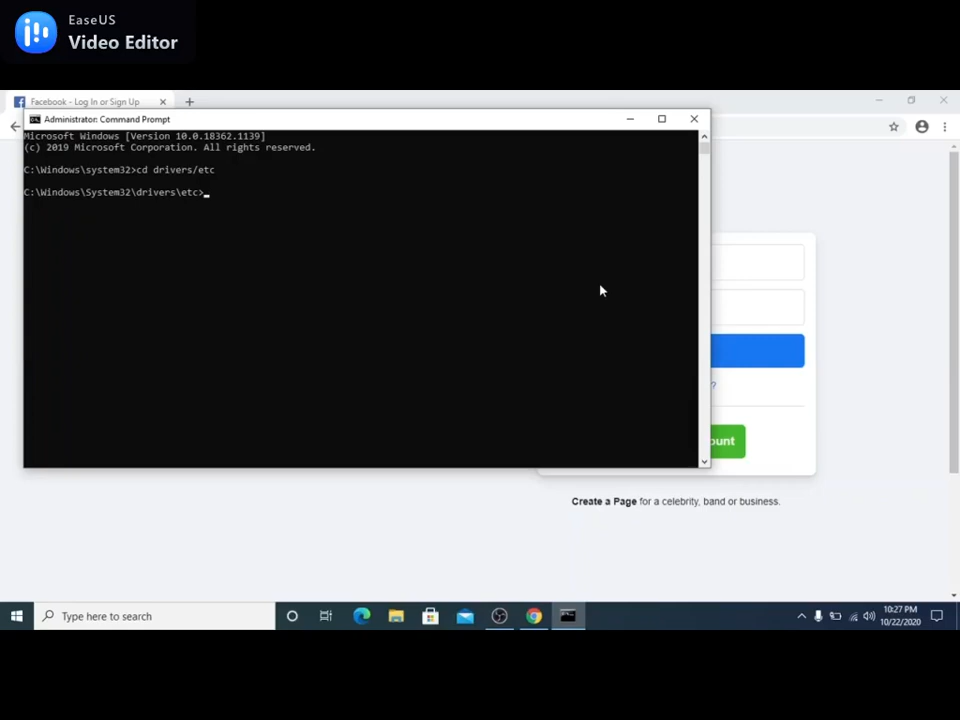 EaseUS
Video Editor
Facebook - Log In or Sign Up
Administrator: Command Prompt
Microsoft Windows [Version 10.0.18362.1139]
(c) 2019 Microsoft Corporation. All rights reserved.
C:\Windows\system32>cd drivers/etc
C:\Windows\System32\drivers\etc>
?
ount
Create a Page for a celebrity, band or business.
Type here to search
10:27 PM
10/22/2020